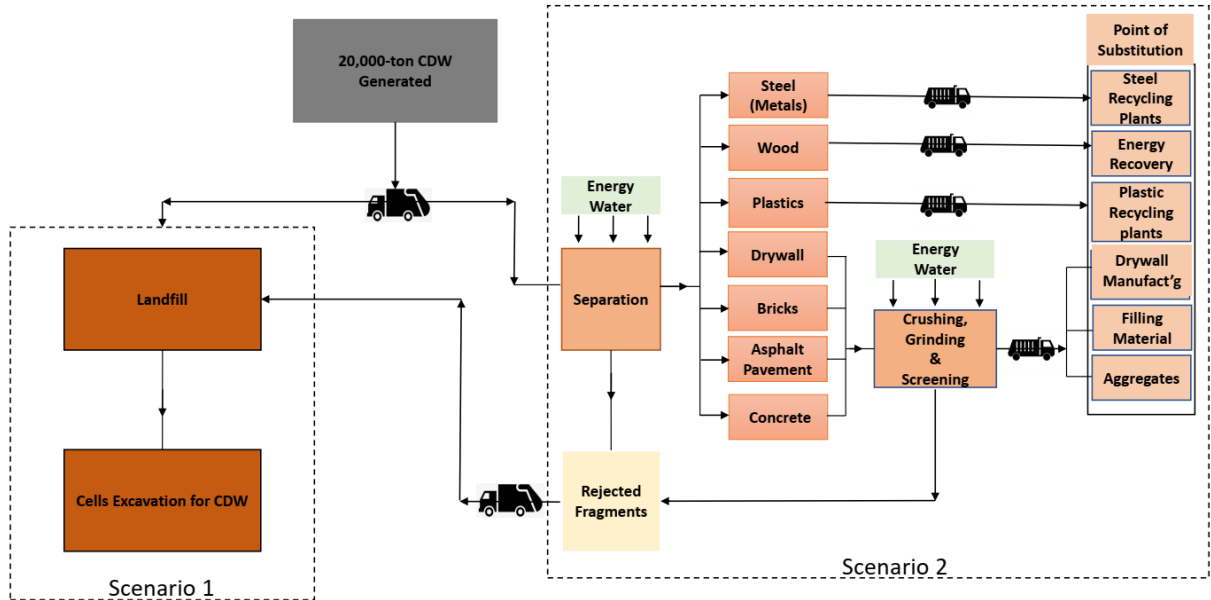 20,000-ton CDW
Generated
Point of
Substitution
Steel
(Metals)
Steel
Recycling
Plants
Wood
Energy
Recovery
Energy
Water
Plastics
Plastic
Recycling
plants
Drywall
Energy
Water
Drywall
Manufact'g
Landfill
Separation
Bricks
Crushing,
Grinding
&
Screening
Filling
Material
Asphalt
Pavement
Aggregates
Concrete
Cells Excavation for CDW
Rejected
Fragments
Scenario 1
Scenario 2